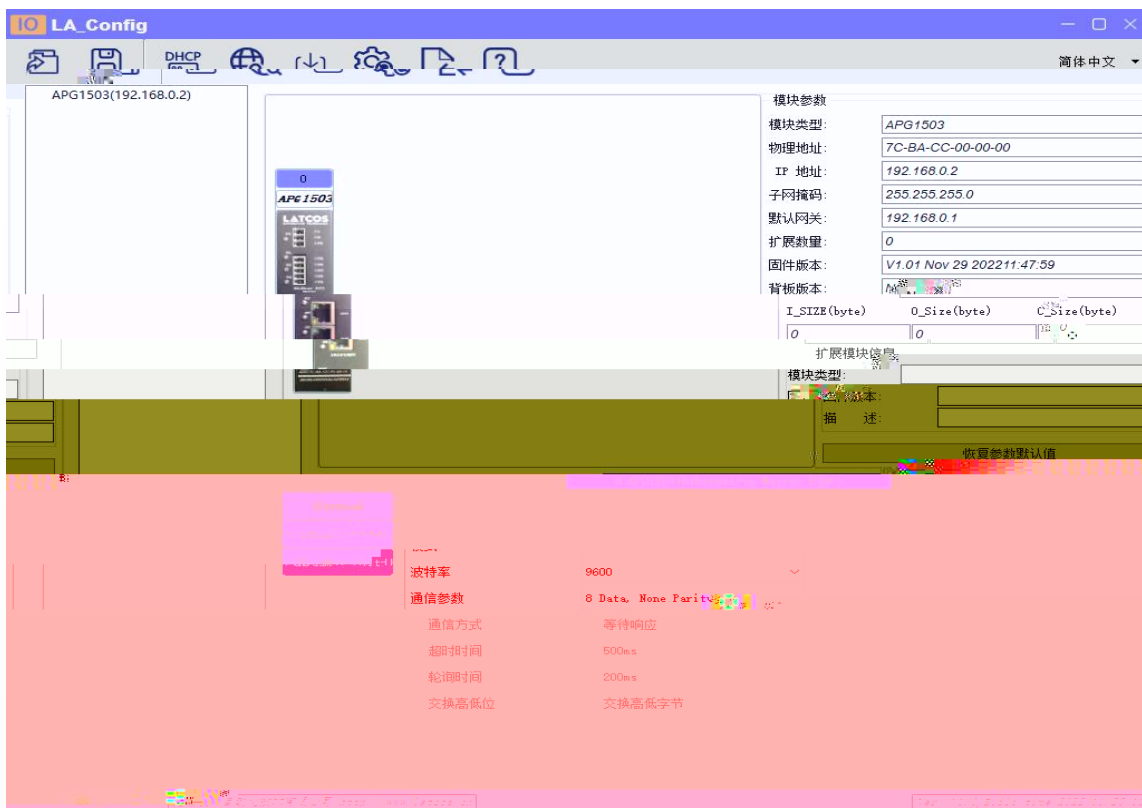 IO LA_Config
DHCP
简体中文
APG1503(192.168.0.2)
模块参数
模块类型: APG1503
物理地址: 7C-BA-CC-00-00-00
IP 地址: 192.168.0.2
子网掩码: 255.255.255.0
默认网关: 192.168.0.1
扩展数量: 0
固件版本: V1.01 Nov 29 202211:47:59
背板版本:
0
APG1503
LATCOS
I_SIZE(byte) O_Size(byte) C_Size(byte)
0 0
扩展模块信息
模块类型:
描 述:
恢复参数默认值
波特率 9600
通信参数 8 Data, None Parity
通信方式 等待响应
超时时间 500ms
轮询时间 200ms
交换高低位 交换高低字节